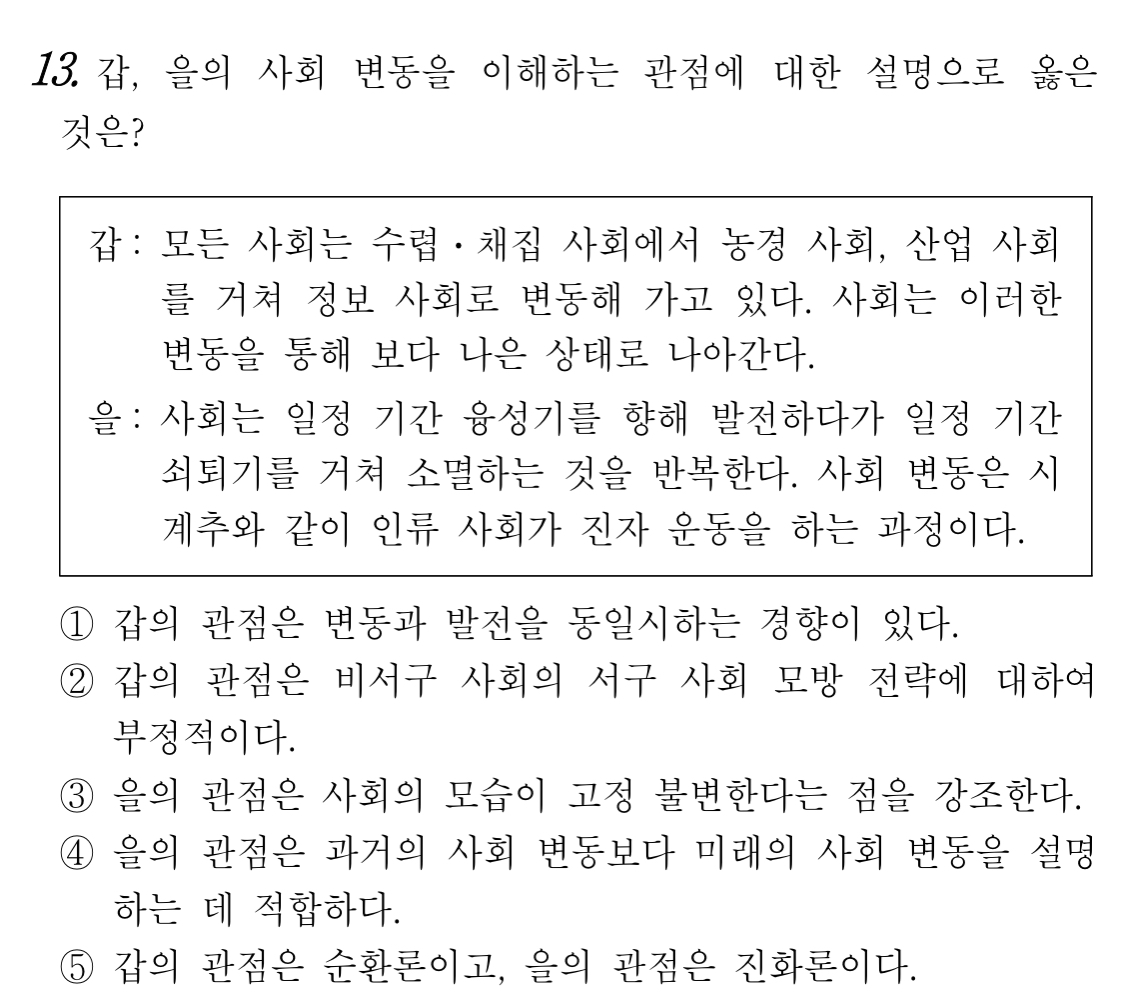 13. 갑, 을의 사회 변동을 이해하는 관점에 대한 설명으로 옳은
것은?
갑 : 모든 사회는 수렵・채집 사회에서 농경 사회, 산업 사회
를 거쳐 정보 사회로 변동해 가고 있다. 사회는 이러한
변동을 통해 보다 나은 상태로 나아간다.
을 : 사회는 일정 기간 융성기를 향해 발전하다가 일정 기간
쇠퇴기를 거쳐 소멸하는 것을 반복한다. 사회 변동은 시
계추와 같이 인류 사회가 진자 운동을 하는 과정이다.
① 갑의 관점은 변동과 발전을 동일시하는 경향이 있다.
② 갑의 관점은 비서구 사회의 서구 사회 모방 전략에 대하여
부정적이다.
③ 을의 관점은 사회의 모습이 고정 불변한다는 점을 강조한다.
④ 을의 관점은 과거의 사회 변동보다 미래의 사회 변동을 설명
하는 데 적합하다.
⑤ 갑의 관점은 순환론이고, 을의 관점은 진화론이다.